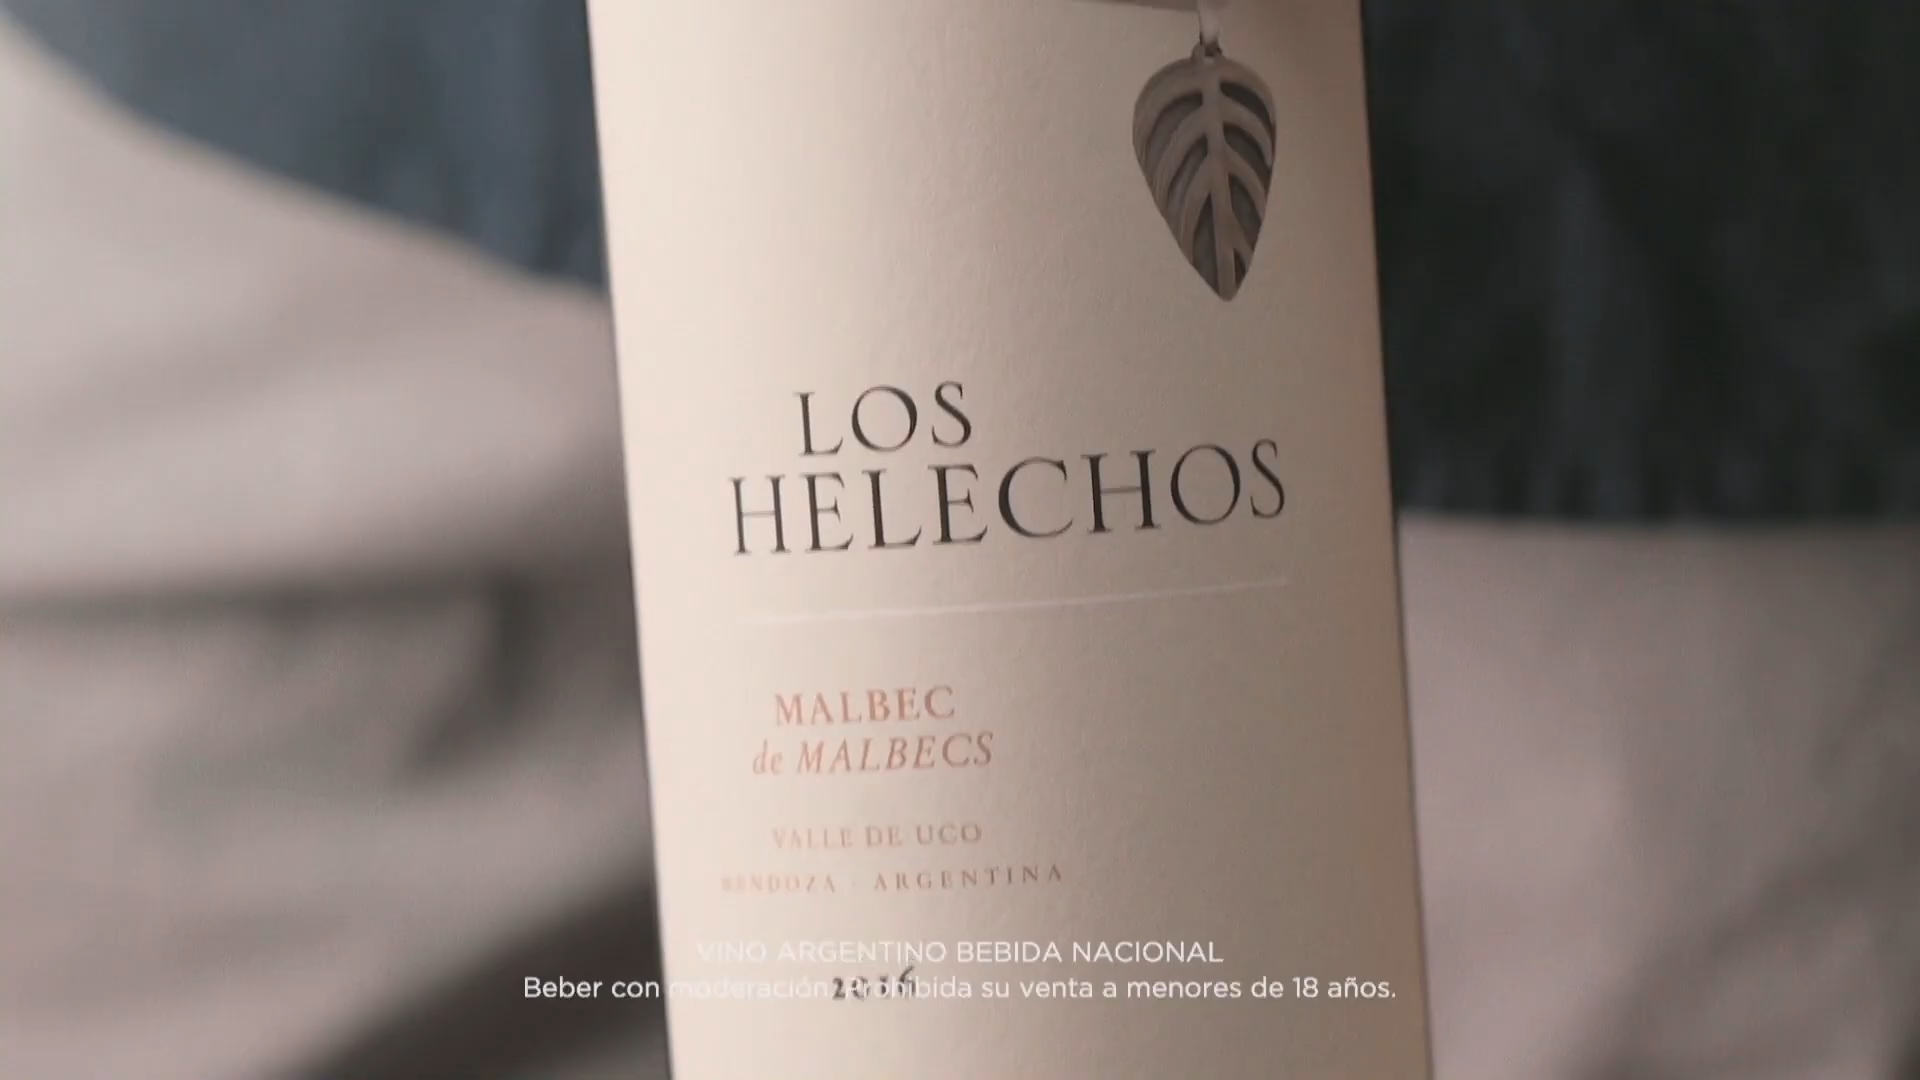 LOS
HELECHOS
MALBEC
de MALBECS
VALLE DE UCO
MENDOZA - ARGENTINA
VINO ARGENTINO BEBIDA NACIONAL
Beber con moderación. Prohibida su venta a menores de 18 años.